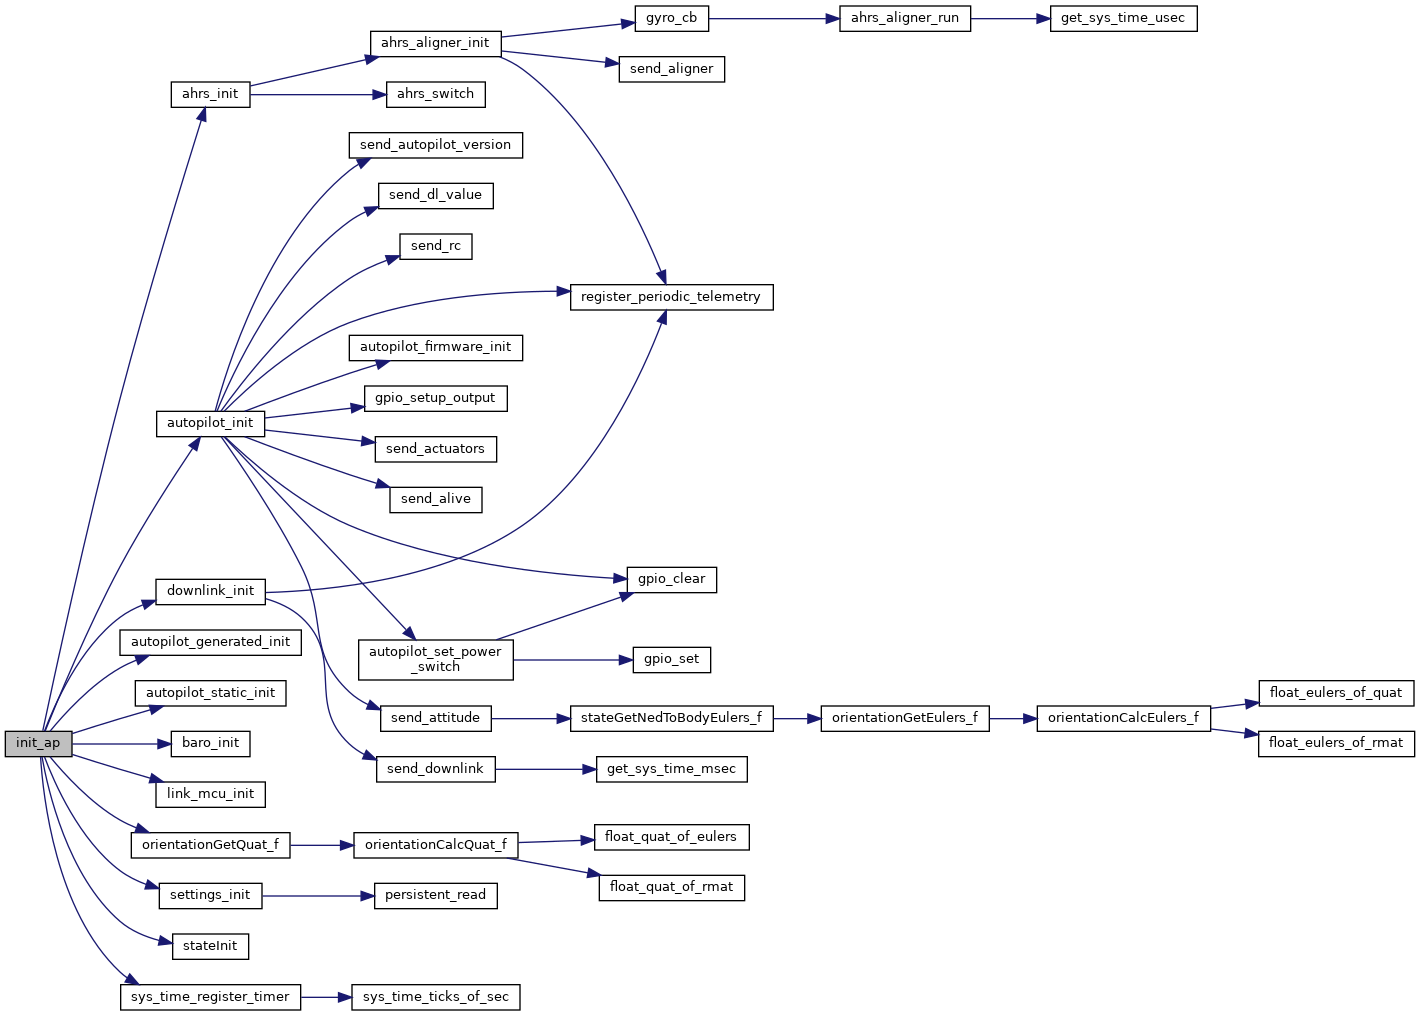 gyro_cb
ahrs_aligner_run
get_sys_time_usec
ahrs_aligner_init
send_aligner
ahrs_init
ahrs_switch
send_autopilot_version
send_dl_value
send_rc
register_periodic_telemetry
autopilot_firmware_init
gpio_setup_output
autopilot_init
send_actuators
send_alive
downlink_init
gpio_clear
autopilot_generated_init
autopilot_set_power
_switch
gpio_set
autopilot_static_init
float_eulers_of_quat
send_attitude
stateGetNedToBodyEulers_f
orientationGetEulers_f
orientationCalcEulers_f
init_ap
baro_init
float_eulers_of_rmat
send_downlink
get_sys_time_msec
link_mcu_init
orientationGetQuat_f
orientationCalcQuat_f
float_quat_of_eulers
float_quat_of_rmat
settings_init
persistent_read
stateInit
sys_time_register_timer
sys_time_ticks_of_sec